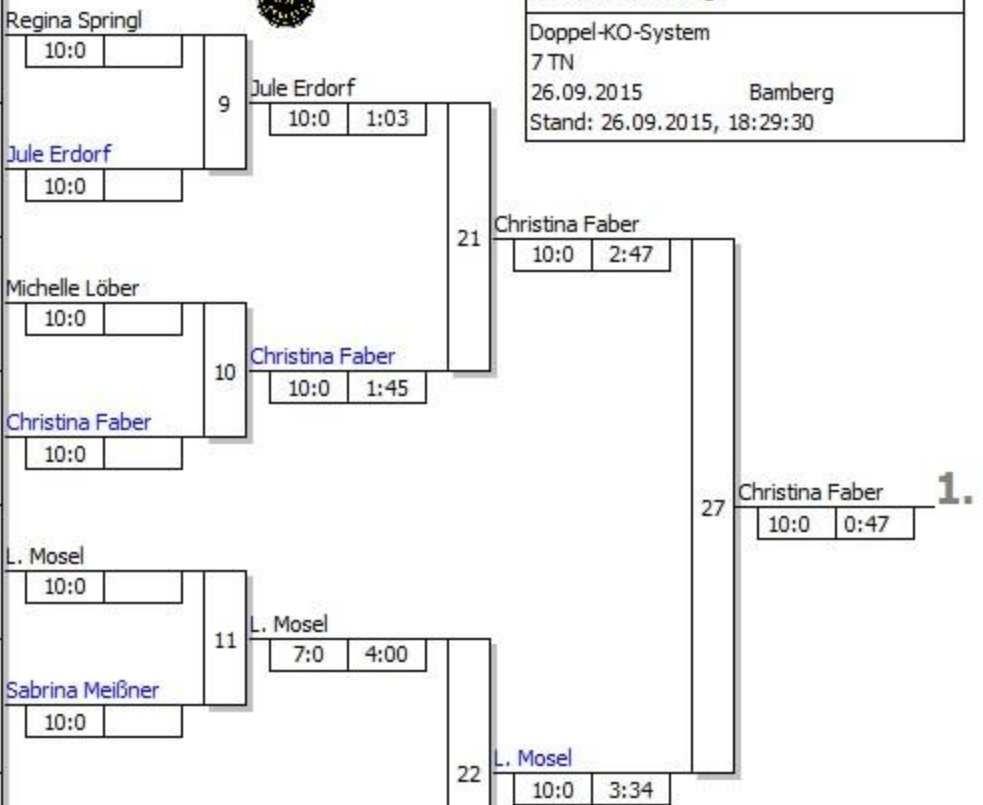 Regina Springl
10:0
Doppel-KO-System
7 TN
26.09.2015 Bamberg
Stand: 26.09.2015, 18:29:30
9
Jule Erdorf
10:0 1:03
Jule Erdorf
10:0
21
Christina Faber
10:0 2:47
Michelle Löber
10:0
10
Christina Faber
10:0 1:45
Christina Faber
10:0
27
Christina Faber
1.
10:0 0:47
L. Mosel
10:0
11
L. Mosel
7:0 4:00
Sabrina Meißner
10:0
22
L. Mosel
10:0 3:34